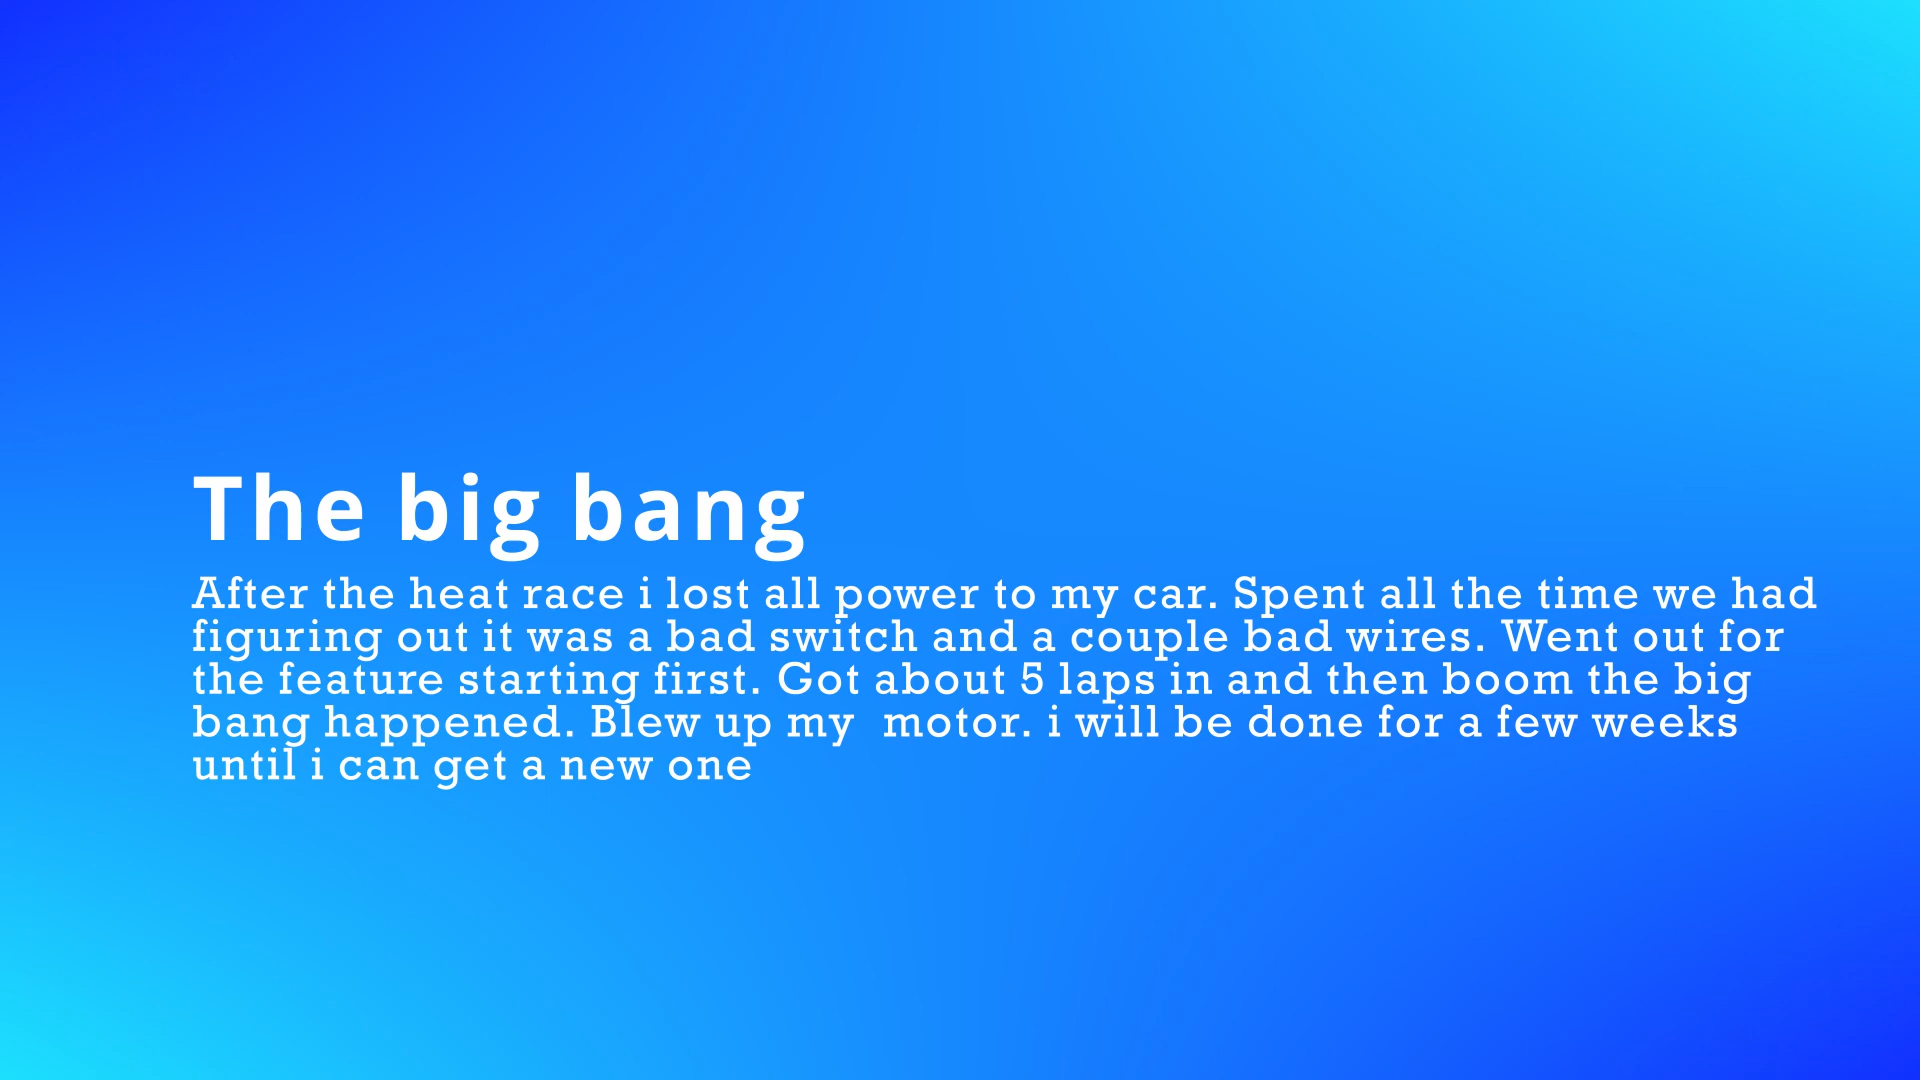 The big bang
After the heat race i lost all power to my car. Spent all the time we had
figuring out it was a bad switch and a couple bad wires. Went out for
the feature starting first. Got about 5 laps in and then boom the big
bang happened. Blew up my  motor. i will be done for a few weeks
until i can get a new one